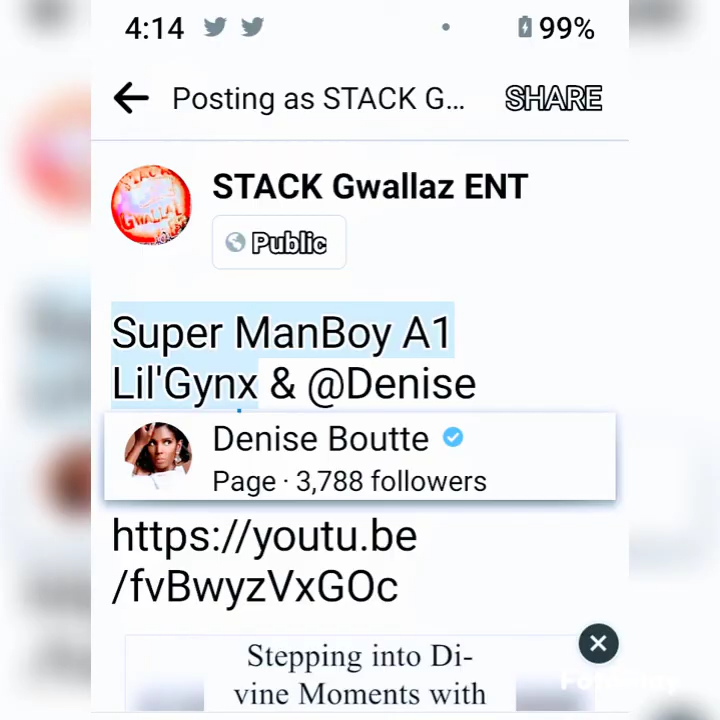 4:14
99%
Posting as STACK G...
SHARE
STACK Gwallaz ENT
Public
Super ManBoy A1
Lil'Gynx & @Denise
Denise Boutte
Page · 3,788 followers
https://youtu.be
/fvBwyzVxGOc
Stepping into Di-
vine Moments with